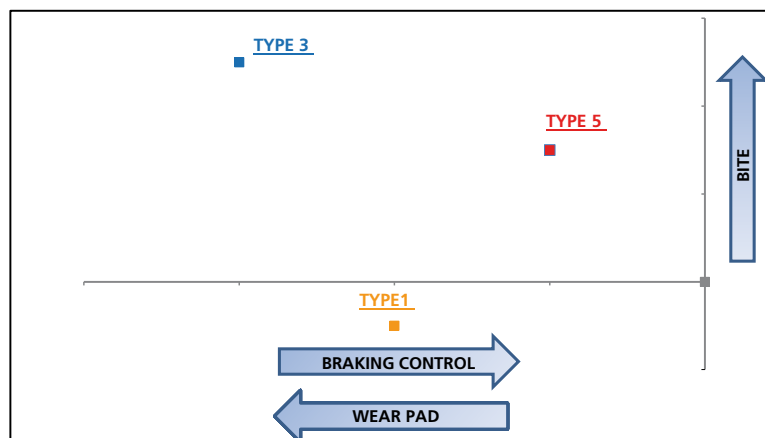 TYPE 3
TYPE 5
BITE
TYPE1
BRAKING CONTROL
WEAR PAD